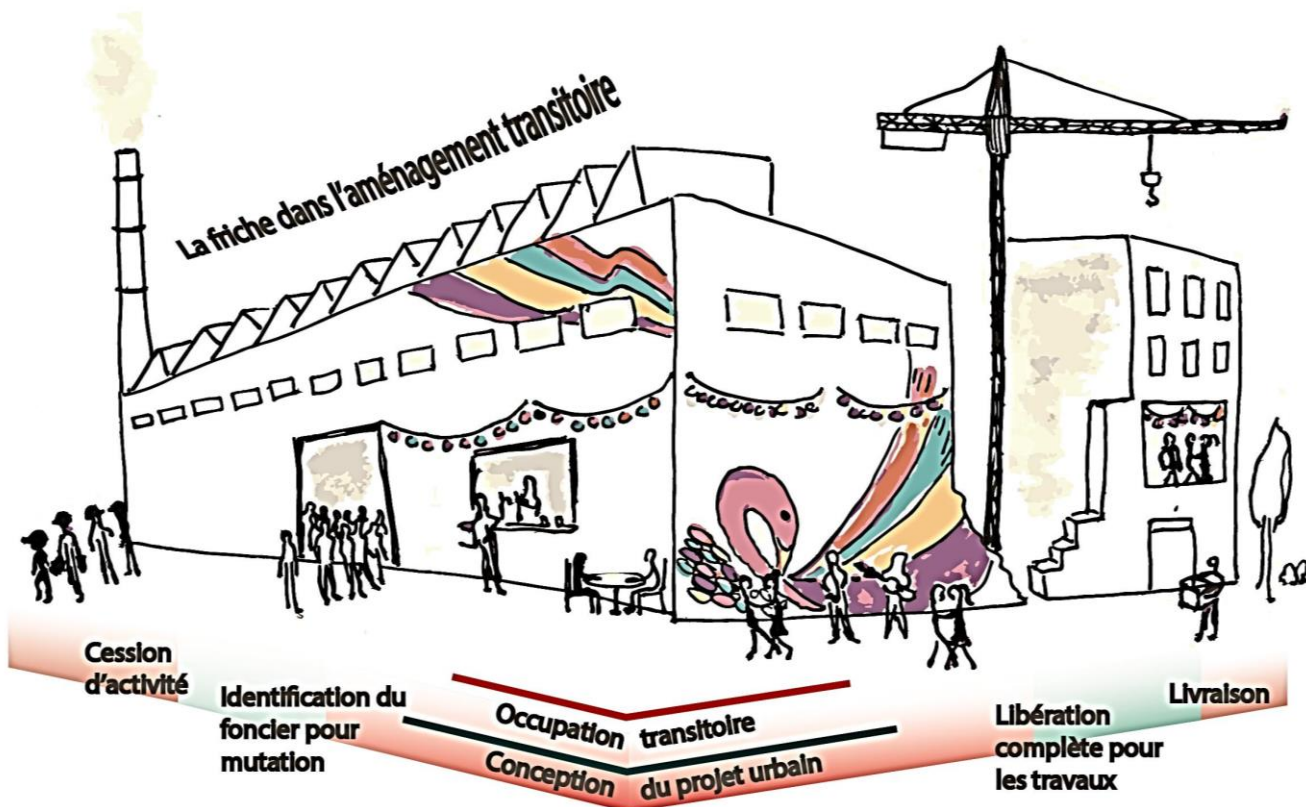 La friche dans l'aménagement transitoire
Cession
d'activité
Identification du
foncier pour
mutation
Occupation transitoire
Conception du projet urbain
Libération
complète pour
les travaux
Livraison